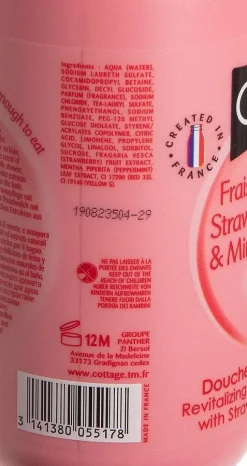 Ingredients : AQUA (WATER),
SODIUM LAURETH SULFATE,
COCAMIDOPROPYL BETAINE,
GLYCERIN, DECYL GLUCOSIDE,
PARFUM (FRAGRANCE), SODIUM
CHLORIDE, TEA-LAURYL SULFATE,
PHENOXYETHANOL, SODIUM
BENZOATE, PEG-120 METHYL
GLUCOSE DIOLEATE, STYRENE/
ACRYLATES COPOLYMER, CITRIC
ACID, LIMONENE, PROPYLENE
GLYCOL, LINALOOL, SORBITOL,
SUCROSE, FRAGARIA VESCA
(STRAWBERRY) FRUIT EXTRACT,
MENTHA PIPERITA (PEPPERMINT)
LEAF EXTRACT, CI 17200 (RED 33),
CI 19140 (YELLOW 5).
enough to eat
190823504-29
NE PAS LAISSER À LA
PORTÉE DES ENFANTS
KEEP OUT OF THE
REACH OF CHILDREN
AUSSER REICHWEITE VON
KINDERN AUFBEWAHREN
TENERE FUORI DALLA
PORTATA DEI BAMBINI
12M
GROUPE
PANTHER
ZI Bersol
Avenue de la Madeleine
33173 Gradignan cedex
www.cottage.tm.fr
3 141380 055178
MADE IN FRANCE
CREATED IN
FRANCE
Frai
Straw
& Min
Douche
Revitalizing
with Straw